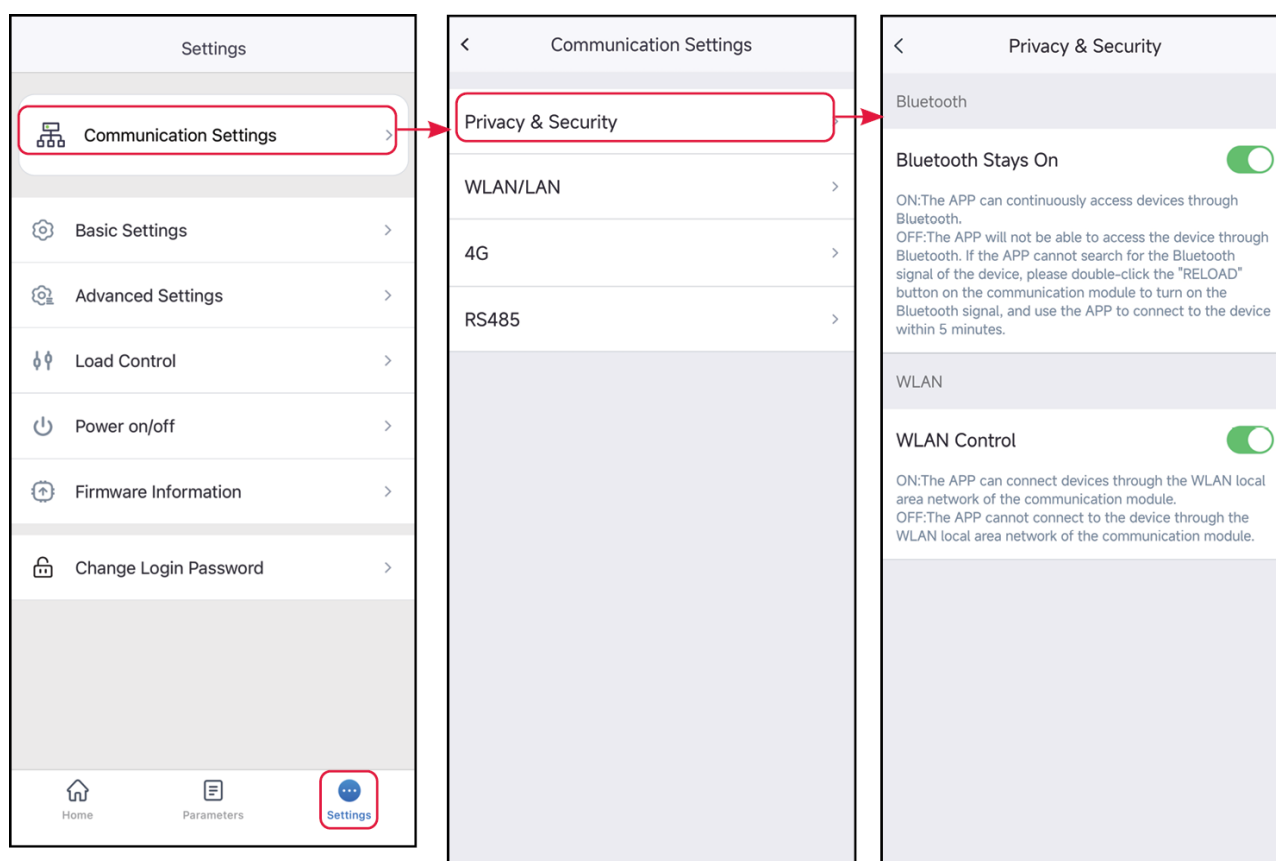 Settings
Communication Settings
Basic Settings
Advanced Settings
Load Control
Power on/off
Firmware Information
Change Login Password
Home
Parameters
Settings
Communication Settings
Privacy & Security
WLAN/LAN
4G
RS485
Privacy & Security
Bluetooth
Bluetooth Stays On
ON:The APP can continuously access devices through
Bluetooth.
OFF:The APP will not be able to access the device through
Bluetooth. If the APP cannot search for the Bluetooth
signal of the device, please double-click the "RELOAD"
button on the communication module to turn on the
Bluetooth signal, and use the APP to connect to the device
within 5 minutes.
WLAN
WLAN Control
ON:The APP can connect devices through the WLAN local
area network of the communication module.
OFF:The APP cannot connect to the device through the
WLAN local area network of the communication module.